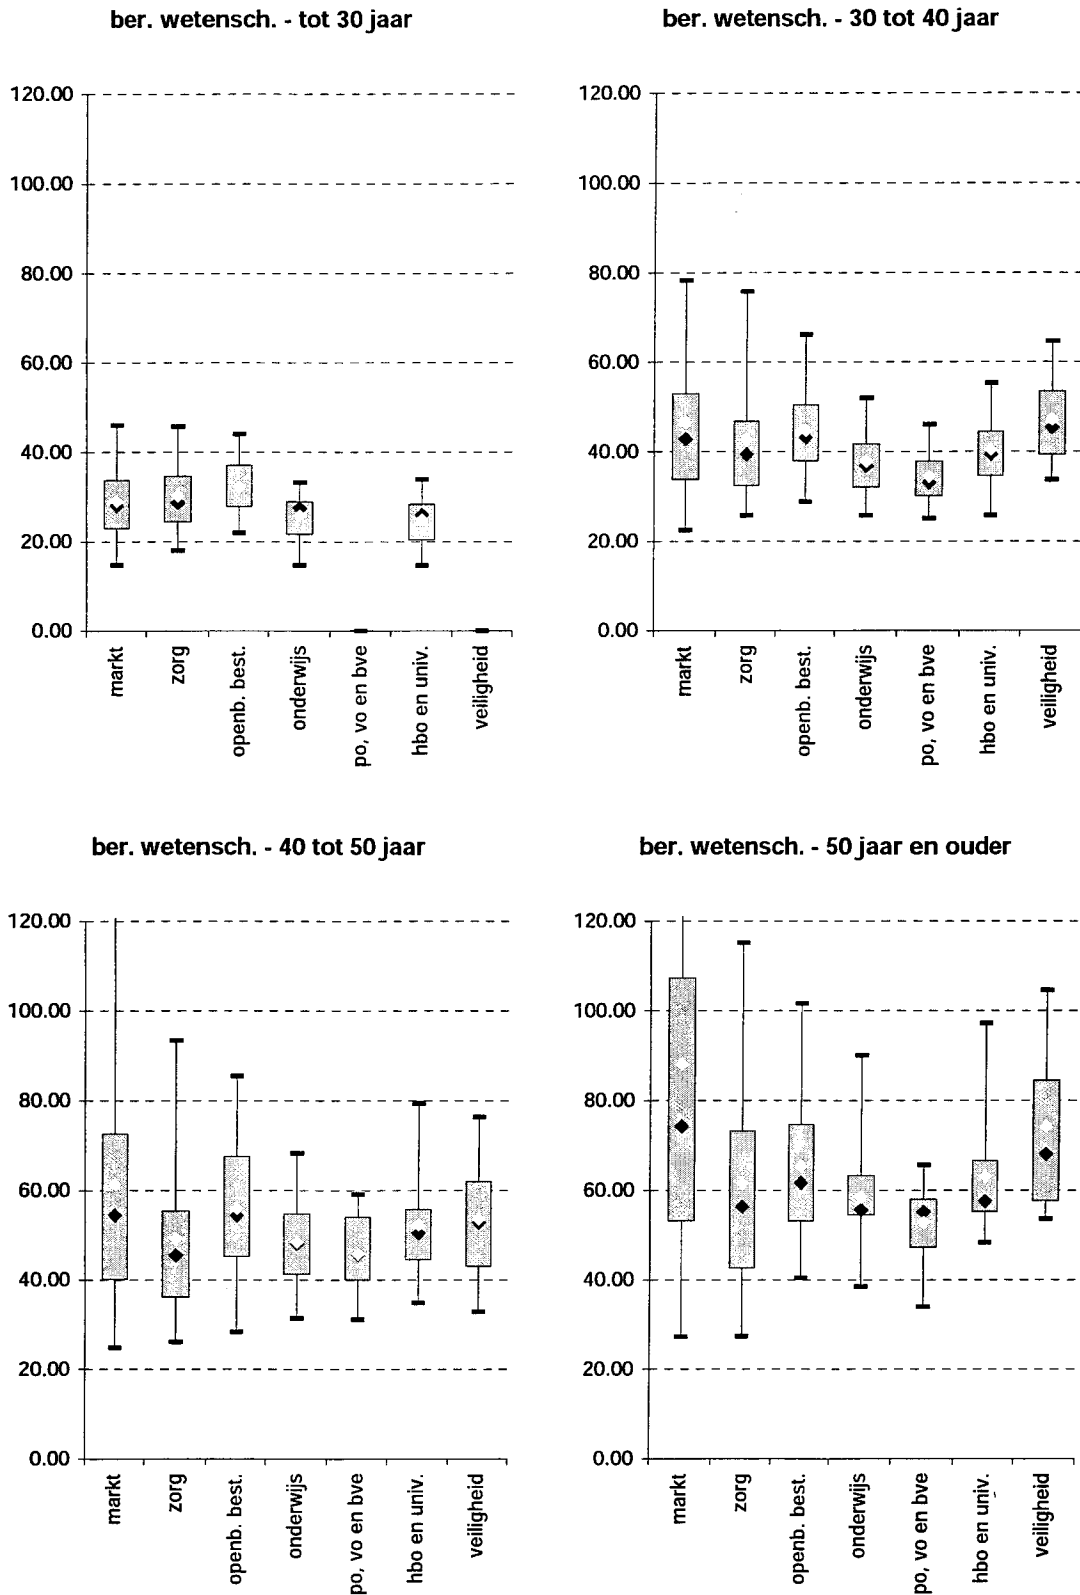 ber. wetensch. - tot 30 jaar
120.00
100.00
80.00
60.00
40.00
20.00
0.00
markt
zorg
openb. best.
onderwijs
po, vo en bve
hbo en univ.
veiligheid
ber. wetensch. - 30 tot 40 jaar
120.00
100.00
80.00
60.00
40.00
20.00
0.00
markt
zorg
openb. best.
onderwijs
po, vo en bve
hbo en univ.
veiligheid
ber. wetensch. - 40 tot 50 jaar
120.00
100.00
80.00
60.00
40.00
20.00
0.00
markt
zorg
openb. best.
onderwijs
po, vo en bve
hbo en univ.
veiligheid
ber. wetensch. - 50 jaar en ouder
120.00
100.00
80.00
60.00
40.00
20.00
0.00
markt
zorg
openb. best.
onderwijs
po, vo en bve
hbo en univ.
veiligheid